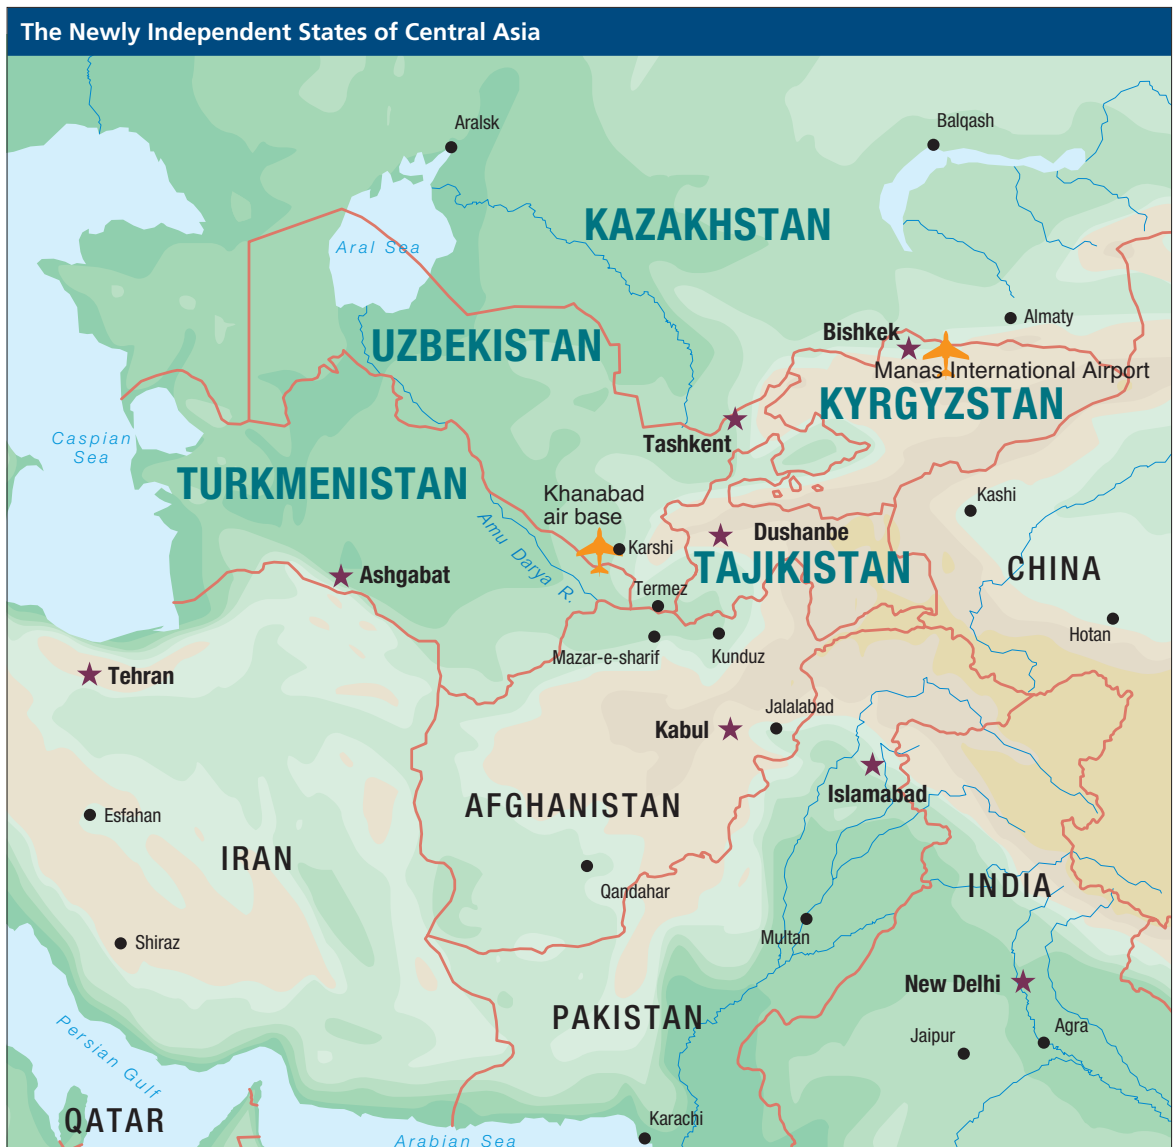 The Newly Independent States of Central Asia
Aralsk
Balqash
KAZAKHSTAN
Aral Sea
Almaty
Bishkek
UZBEKISTAN
Manas International Airport
KYRGYZSTAN
Caspian
Sea
Tashkent
TURKMENISTAN
Khanabad
air base
Kashi
Amu Darya R.
Karshi
Dushanbe
TAJIKISTAN
CHINA
Ashgabat
Termez
Hotan
Mazar-e-sharif
Kunduz
Tehran
Jalalabad
Kabul
Islamabad
AFGHANISTAN
Esfahan
IRAN
Qandahar
INDIA
Multan
Shiraz
New Delhi
PAKISTAN
Persian Gulf
Agra
Jaipur
QATAR
Karachi
Arabian Sea